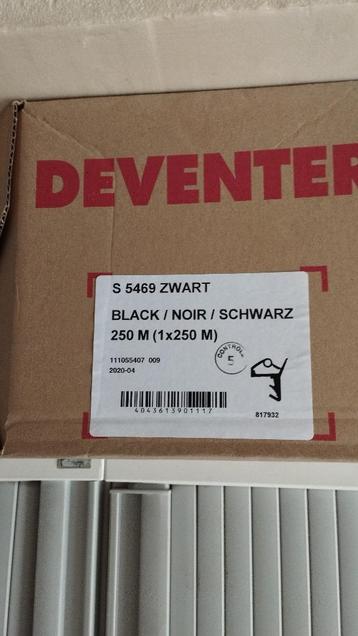 DEVENTER
S 5469 ZWART
BLACK / NOIR / SCHWARZ
250 M (1x250 M)
111055407 009
2020-04
CONTROL
5
4043613901117
817932